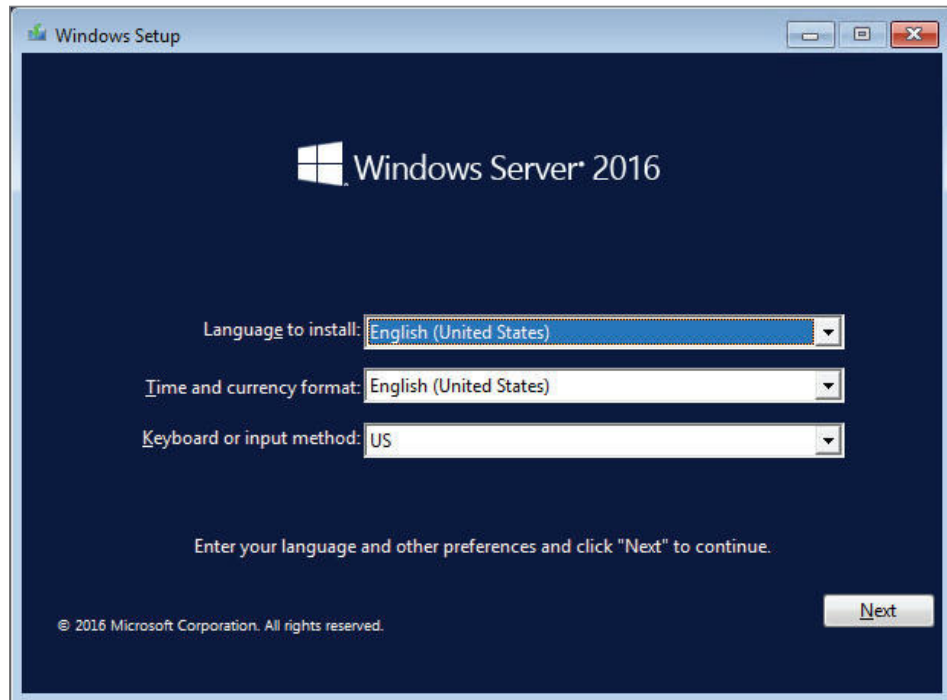 Windows Setup
Windows Server 2016
Language to install: English (United States)
Time and currency format: English (United States)
Keyboard or input method: US
Enter your language and other preferences and click "Next" to continue.
Next
© 2016 Microsoft Corporation. All rights reserved.